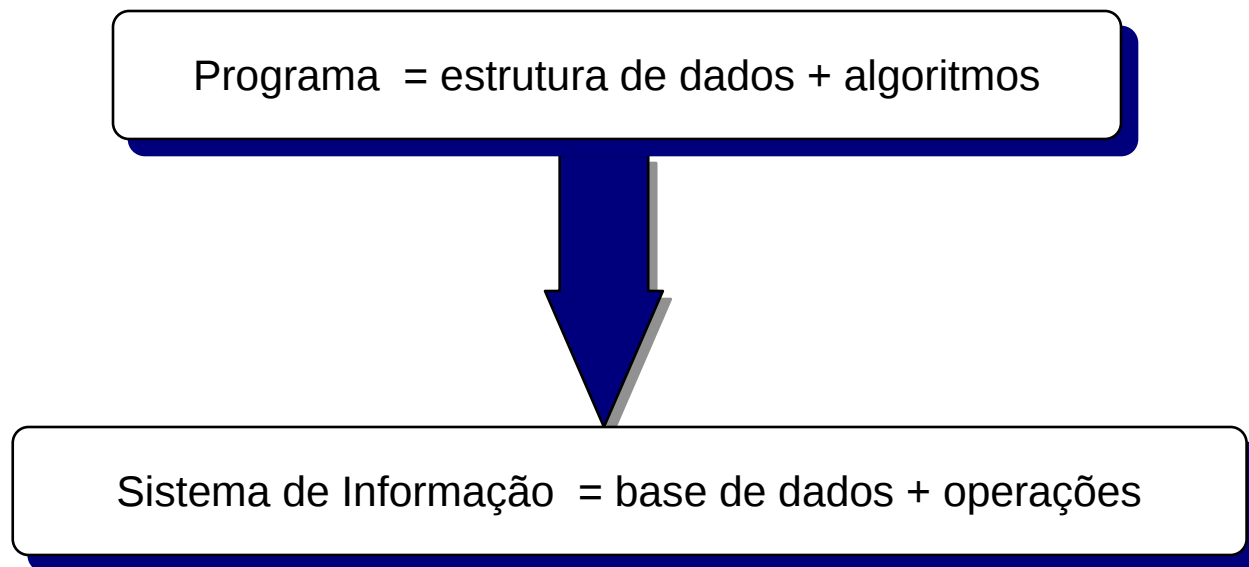 Programa = estrutura de dados + algoritmos
Sistema de Informação = base de dados + operações